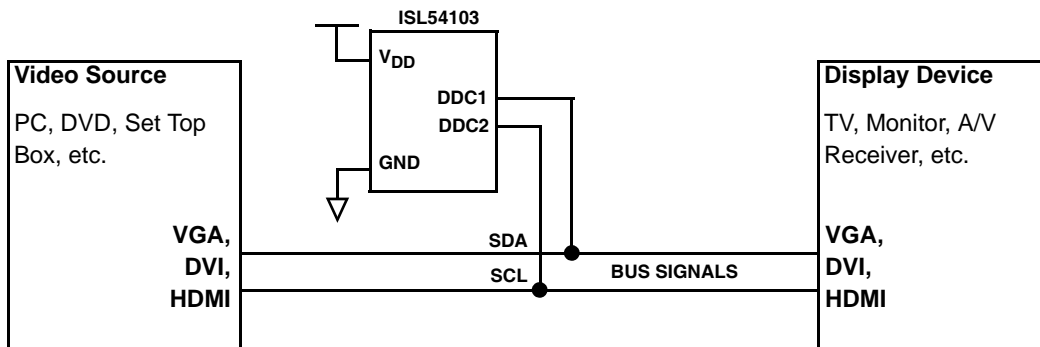 ISL54103
VDD
DDC1
DDC2
GND
Video Source
PC, DVD, Set Top
Box, etc.
VGA,
DVI,
HDMI
SDA
SCL
BUS SIGNALS
Display Device
TV, Monitor, A/V
Receiver, etc.
VGA,
DVI,
HDMI